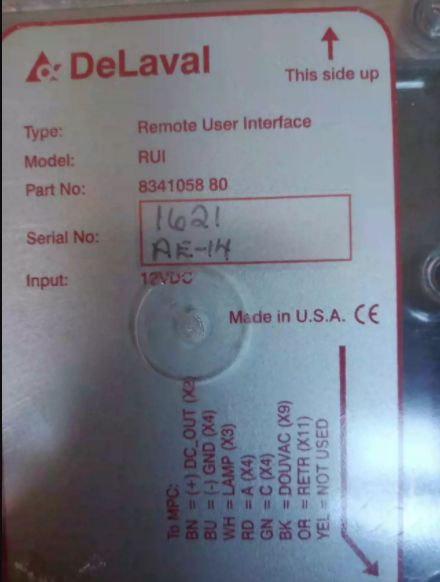 DeLaval
This side up
Type: Remote User Interface
Model: RUI
Part No: 8341058 80
Serial No: 1621
AE-14
Input: 12VDC
Made in U.S.A. CE
To MPC:
BN = (+) DC_OUT (X2)
BU = (-) GND (X4)
WH = LAMP (X3)
RD = A (X4)
GN = C (X4)
BK = DOUVAC (X9)
OR = RETR (X11)
YEL = NOT USED